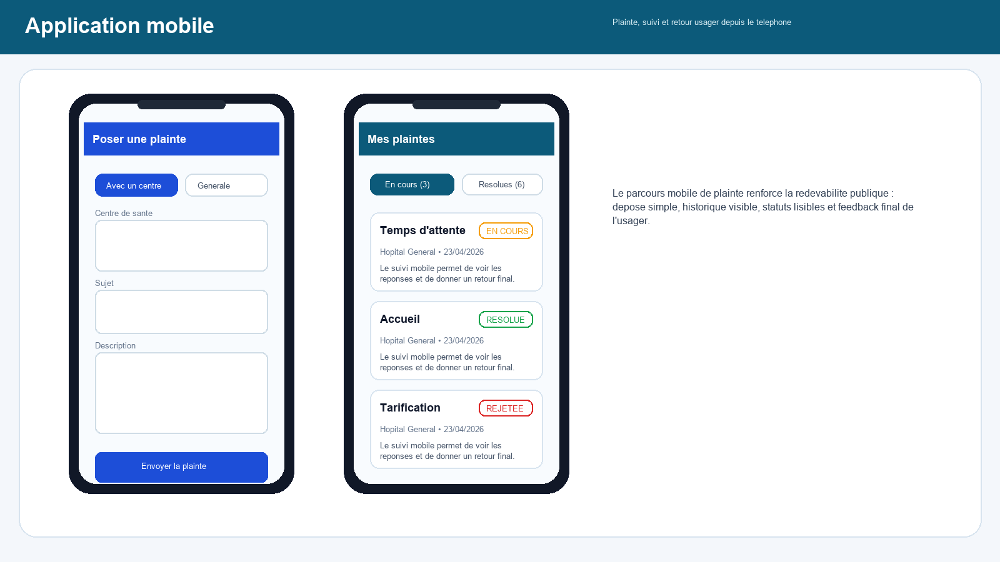 Application mobile
Plainte, suivi et retour usager depuis le telephone
Poser une plainte
Avec un centre
Generale
Centre de sante
Sujet
Description
Envoyer la plainte
Mes plaintes
En cours (3)
Resolues (6)
Temps d'attente
EN COURS
Hopital General • 23/04/2026
Le suivi mobile permet de voir les
reponses et de donner un retour final.
Accueil
RESOLUE
Hopital General • 23/04/2026
Le suivi mobile permet de voir les
reponses et de donner un retour final.
Tarification
REJETEE
Hopital General • 23/04/2026
Le suivi mobile permet de voir les
reponses et de donner un retour final.
Le parcours mobile de plainte renforce la redevabilite publique :
depose simple, historique visible, statuts lisibles et feedback final de
l'usager.